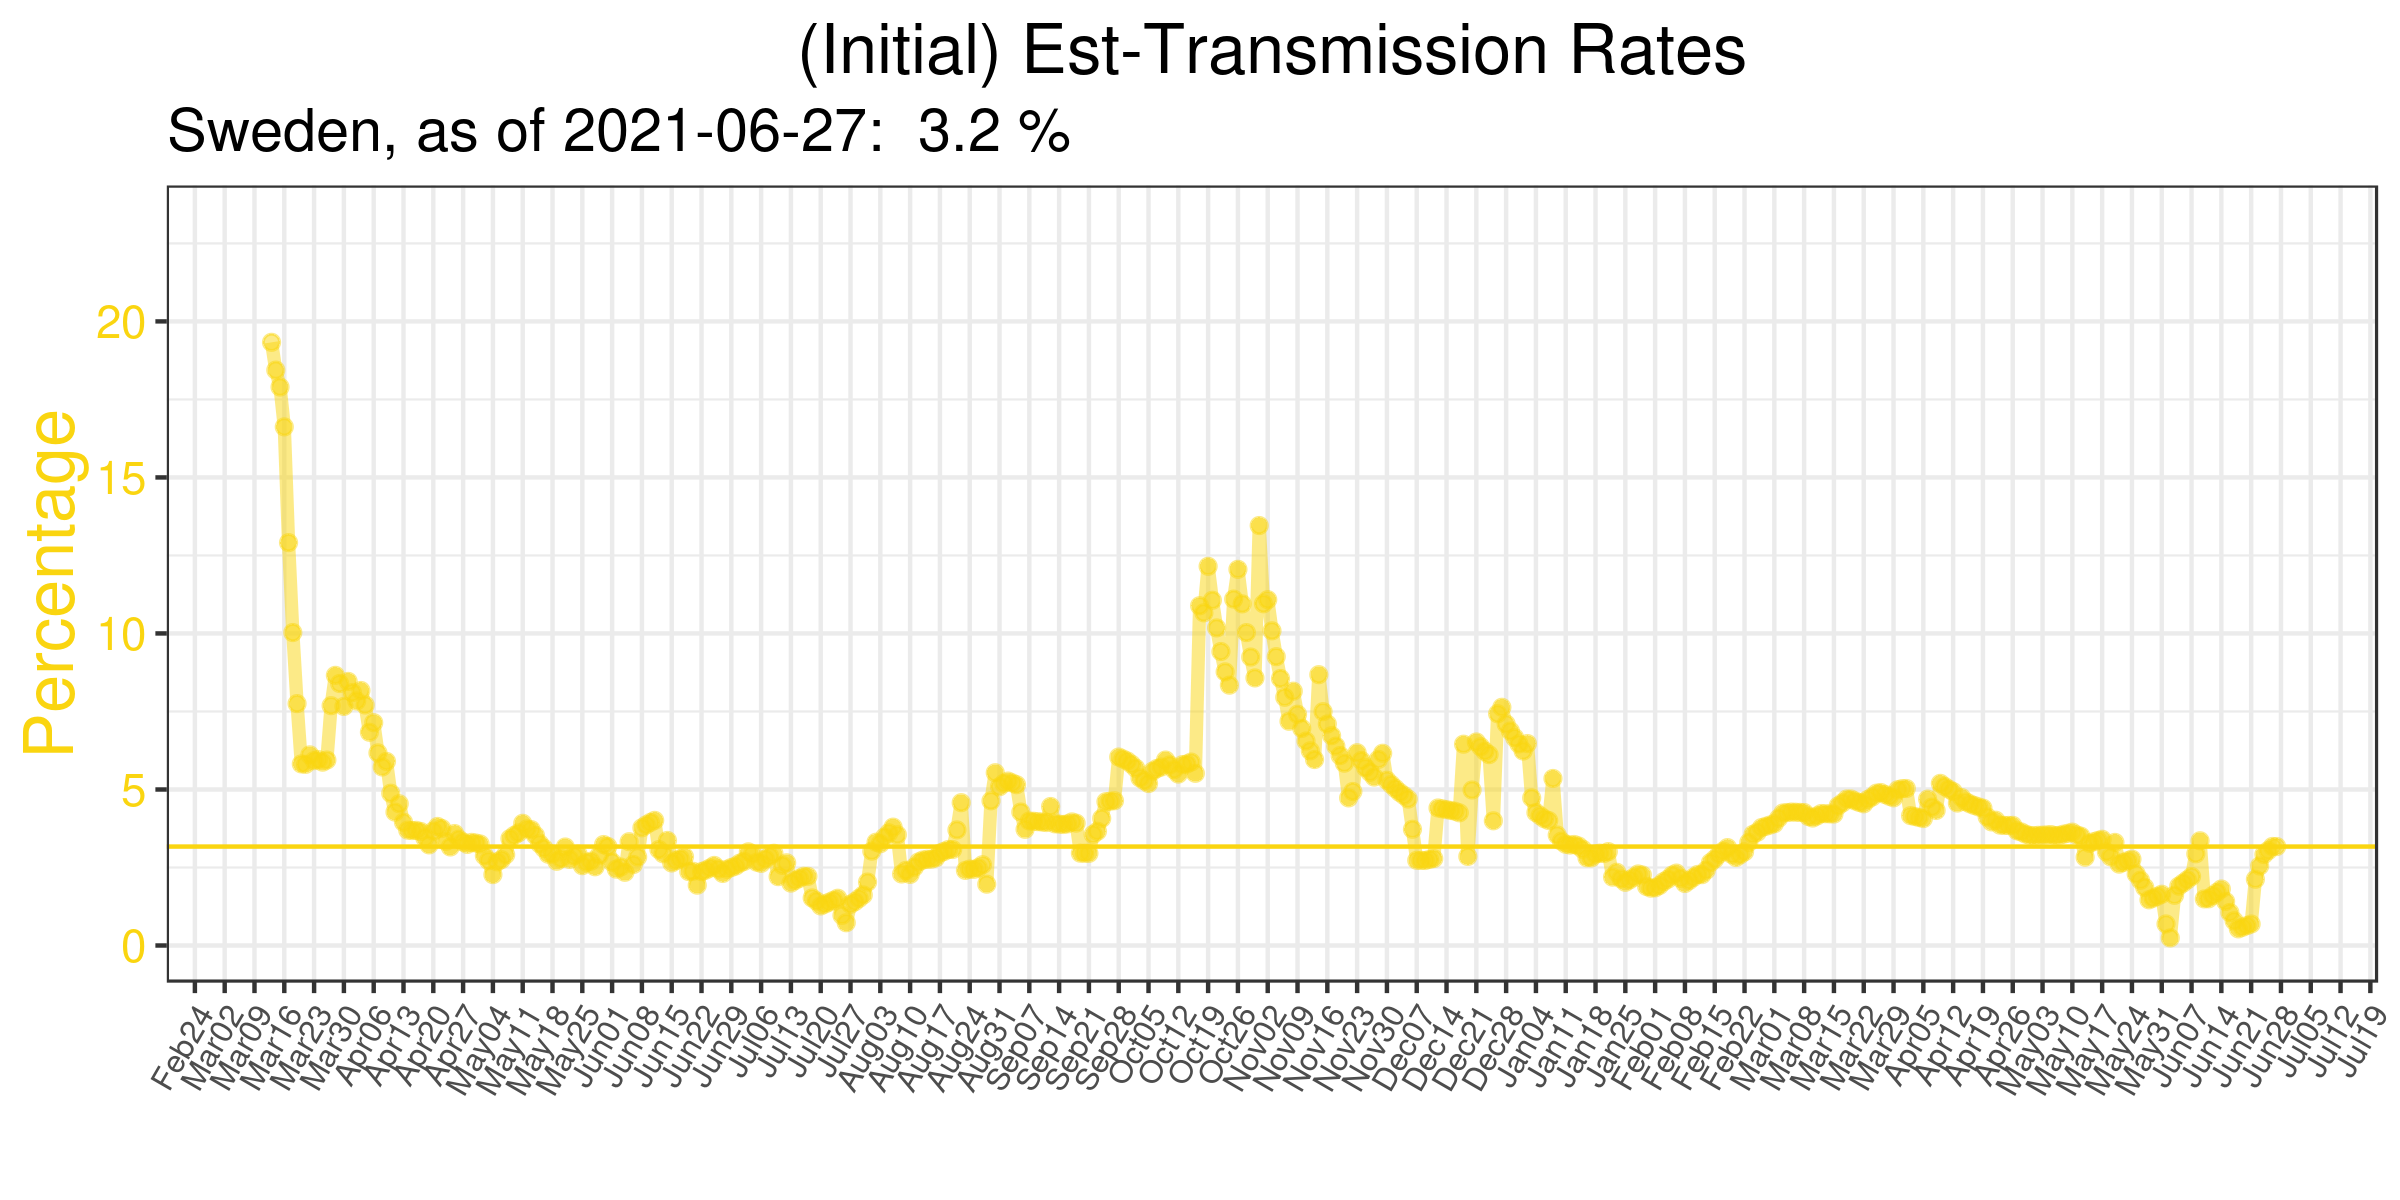 (Initial) Est-Transmission Rates
Sweden, as of 2021-06-27: 3.2 %
Percentage
20
15
10
5
0
Feb24
Mar02
Mar09
Mar16
Mar23
Mar30
Apr06
Apr13
Apr20
Apr27
May04
May11
May18
May25
Jun01
Jun08
Jun15
Jun22
Jun29
Jul06
Jul13
Jul20
Jul27
Aug03
Aug10
Aug17
Aug24
Aug31
Sep07
Sep14
Sep21
Sep28
Oct05
Oct12
Oct19
Oct26
Nov02
Nov09
Nov16
Nov23
Nov30
Dec07
Dec14
Dec21
Dec28
Jan04
Jan11
Jan18
Jan25
Feb01
Feb08
Feb15
Feb22
Mar01
Mar08
Mar15
Mar22
Mar29
Apr05
Apr12
Apr19
Apr26
May03
May10
May17
May24
May31
Jun07
Jun14
Jun21
Jun28
Jul05
Jul12
Jul19